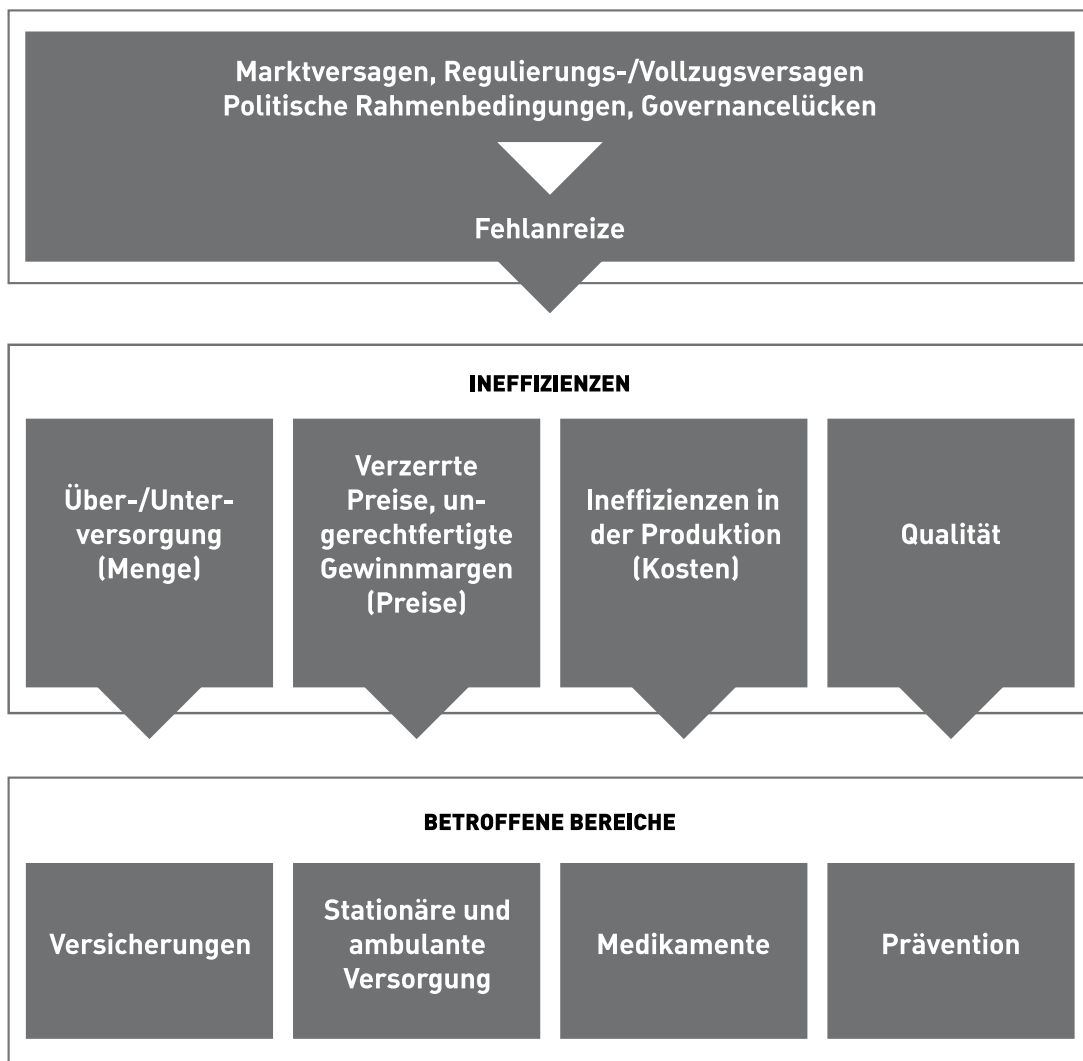 Marktversagen, Regulierungs-/Vollzugsversagen
Politische Rahmenbedingungen, Governancelücken
Fehlanreize
INEFFIZIENZEN
Über-/Unter-
versorgung
(Menge)
Verzerrte
Preise, un-
gerechtfertigte
Gewinnmargen
(Preise)
Ineffizienzen in
der Produktion
(Kosten)
Qualität
BETROFFENE BEREICHE
Versicherungen
Stationäre und
ambulante
Versorgung
Medikamente
Prävention